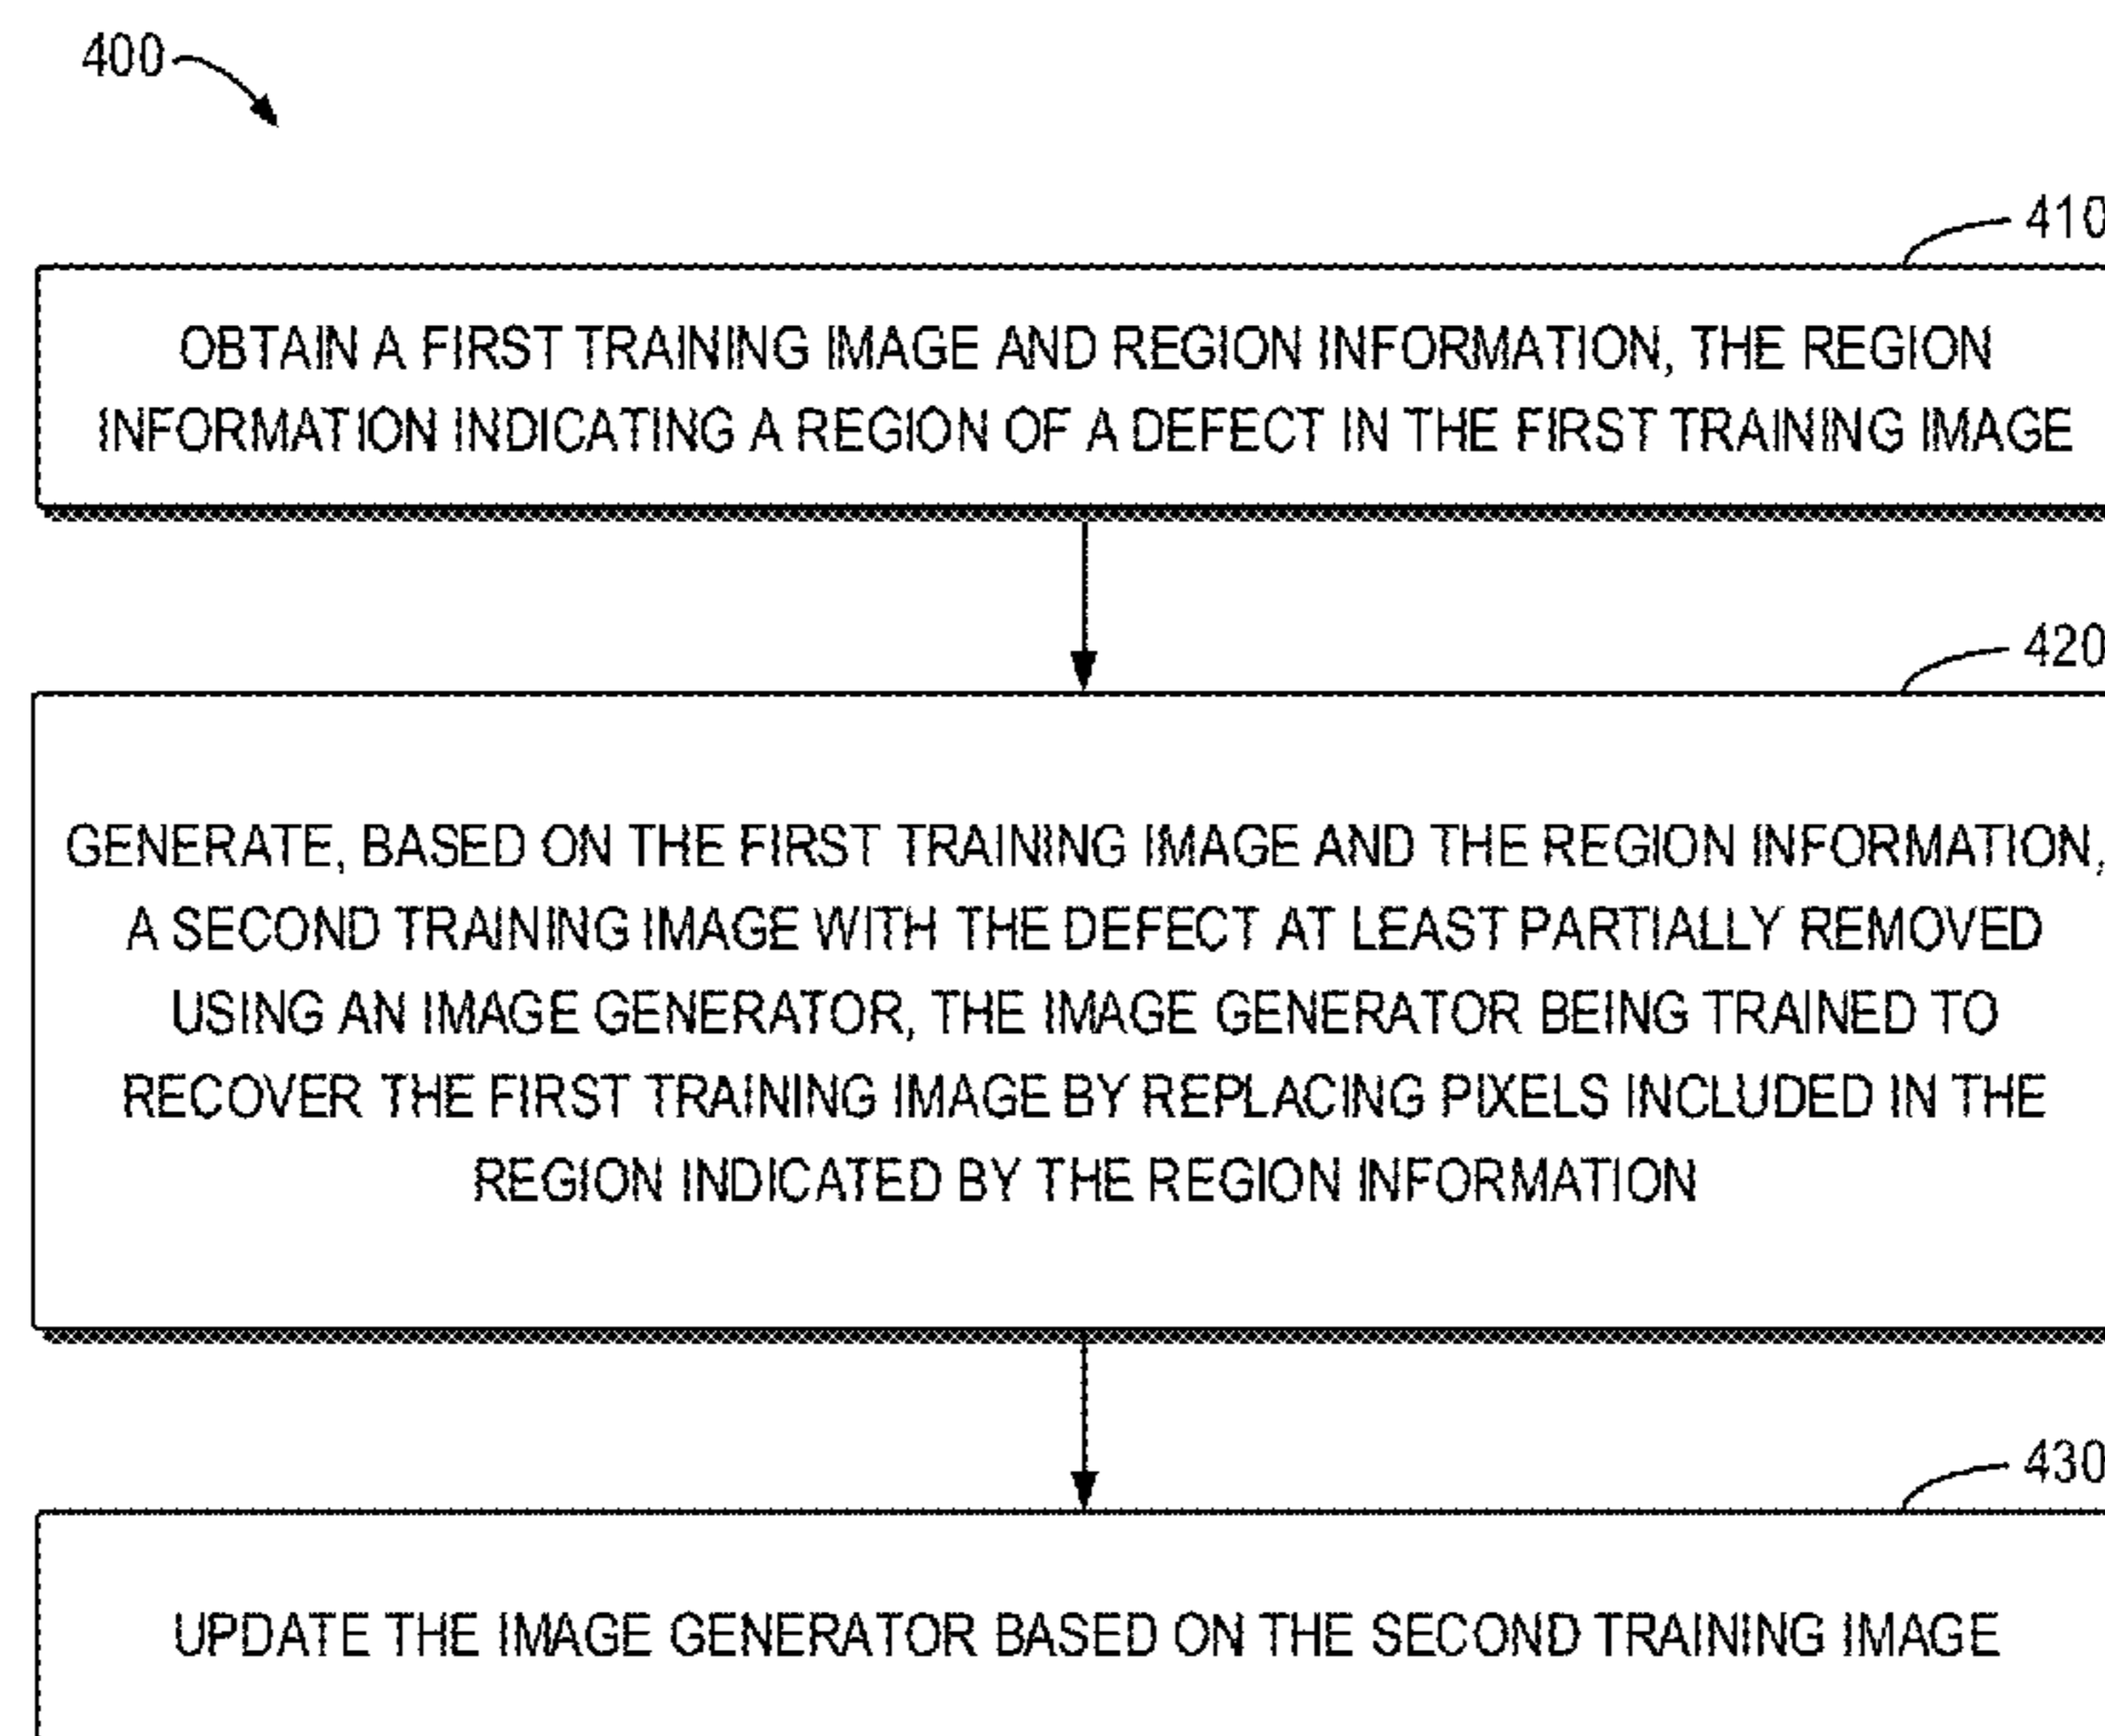 400
410
OBTAIN A FIRST TRAINING IMAGE AND REGION INFORMATION, THE REGION
INFORMATION INDICATING A REGION OF A DEFECT IN THE FIRST TRAINING IMAGE
420
GENERATE, BASED ON THE FIRST TRAINING IMAGE AND THE REGION INFORMATION,
A SECOND TRAINING IMAGE WITH THE DEFECT AT LEAST PARTIALLY REMOVED
USING AN IMAGE GENERATOR, THE IMAGE GENERATOR BEING TRAINED TO
RECOVER THE FIRST TRAINING IMAGE BY REPLACING PIXELS INCLUDED IN THE
REGION INDICATED BY THE REGION INFORMATION
430
UPDATE THE IMAGE GENERATOR BASED ON THE SECOND TRAINING IMAGE